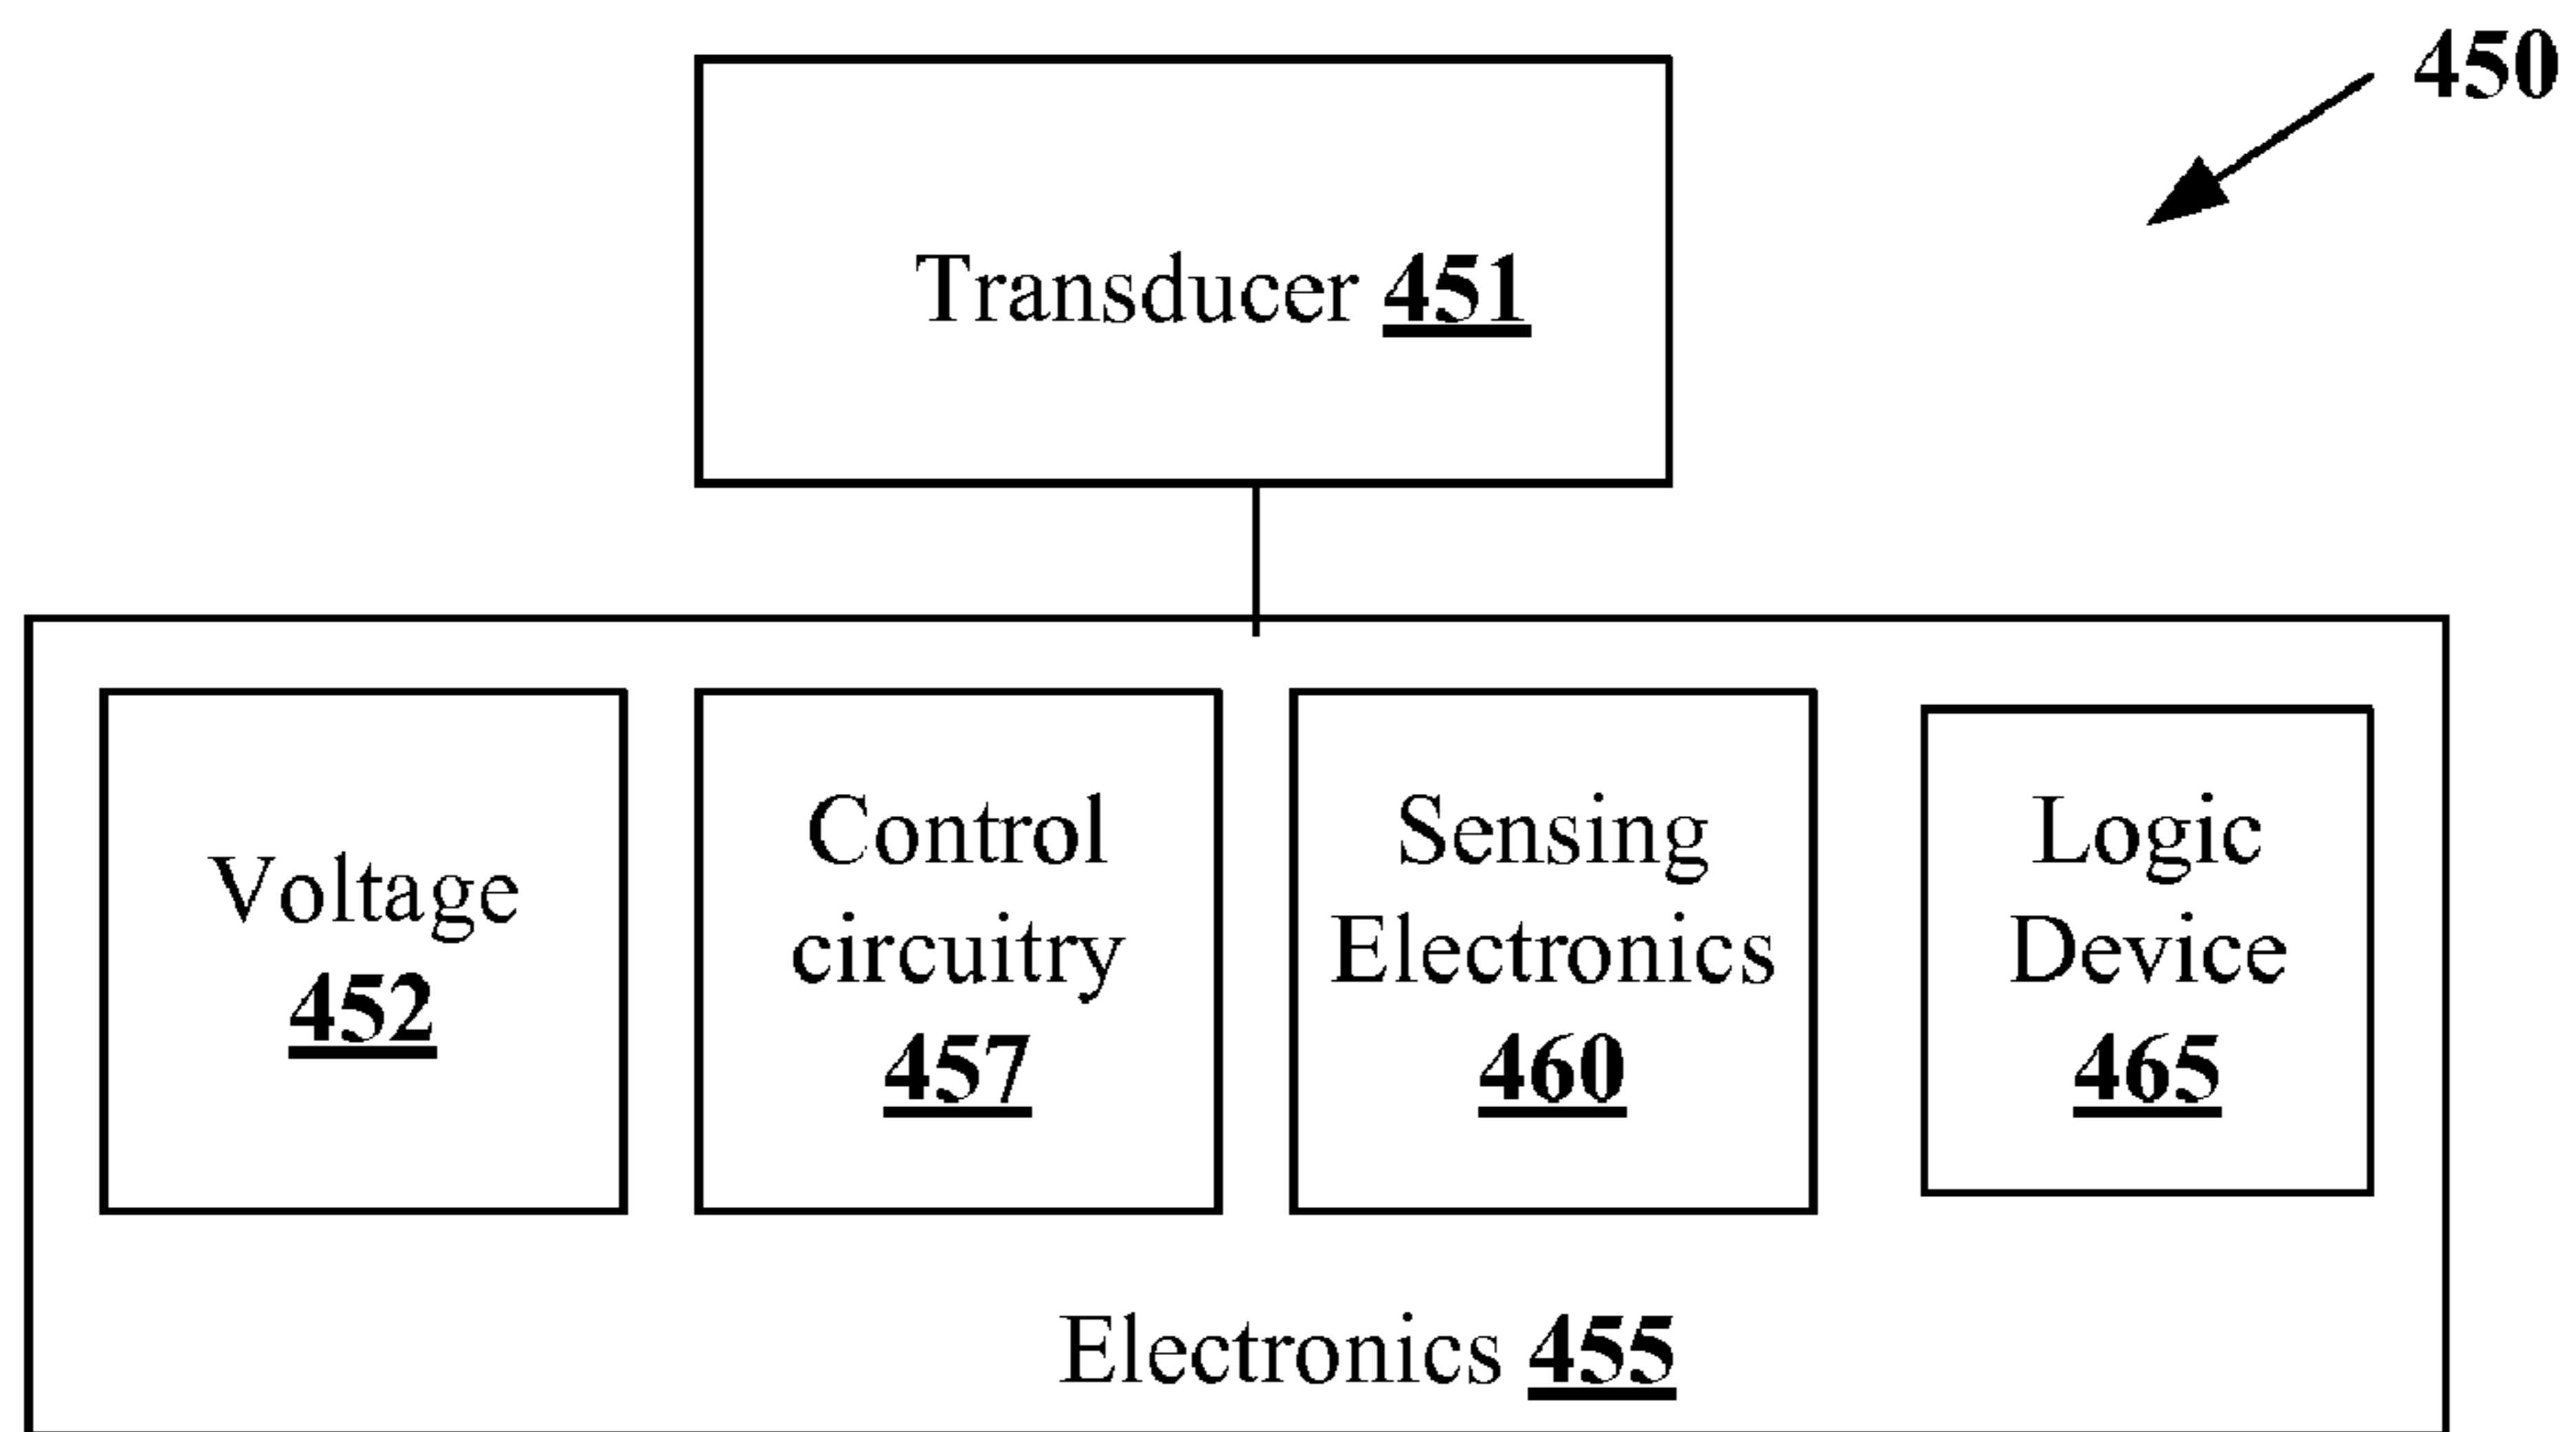 450
Transducer 451
Voltage
452
Control
circuitry
457
Sensing
Electronics
460
Logic
Device
465
Electronics 455